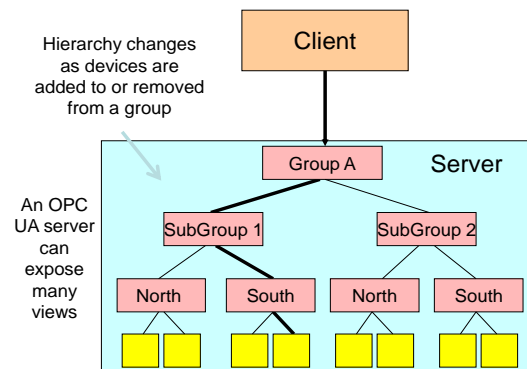 Client
Hierarchy changes
as devices are
added to or removed
from a group
Group A
Server
An OPC
UA server
can
expose
many
views
SubGroup 1
SubGroup 2
North
South
North
South